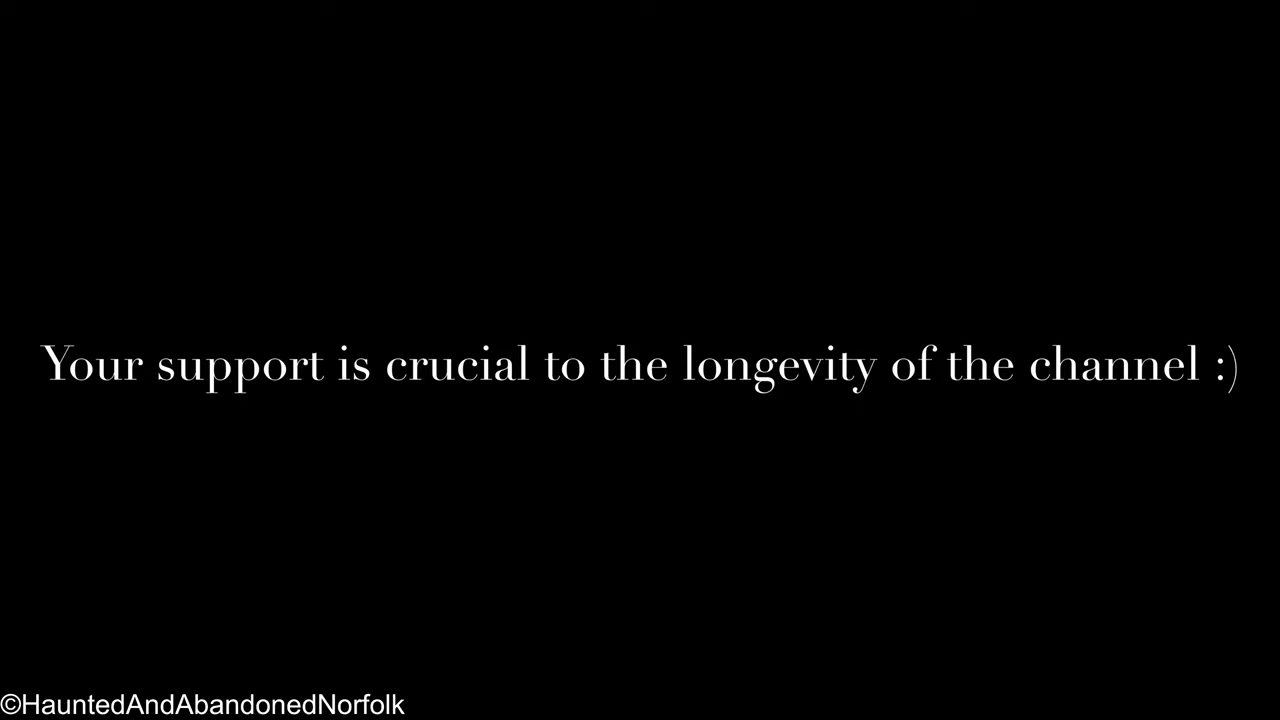 Your support is crucial to the longevity of the channel :)
©HauntedAndAbandonedNorfolk